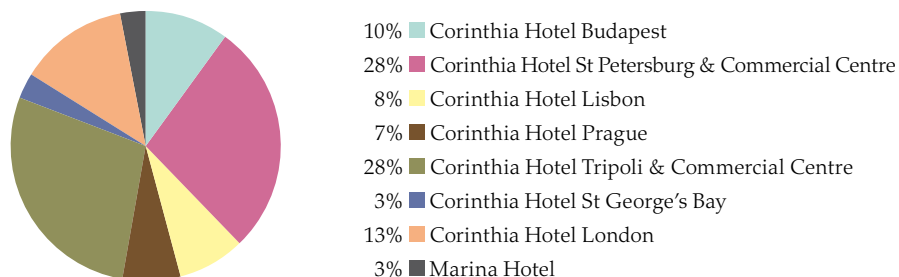 10% Corinthia Hotel Budapest
28% Corinthia Hotel St Petersburg & Commercial Centre
8% Corinthia Hotel Lisbon
7% Corinthia Hotel Prague
28% Corinthia Hotel Tripoli & Commercial Centre
3% Corinthia Hotel St George’s Bay
13% Corinthia Hotel London
3% Marina Hotel